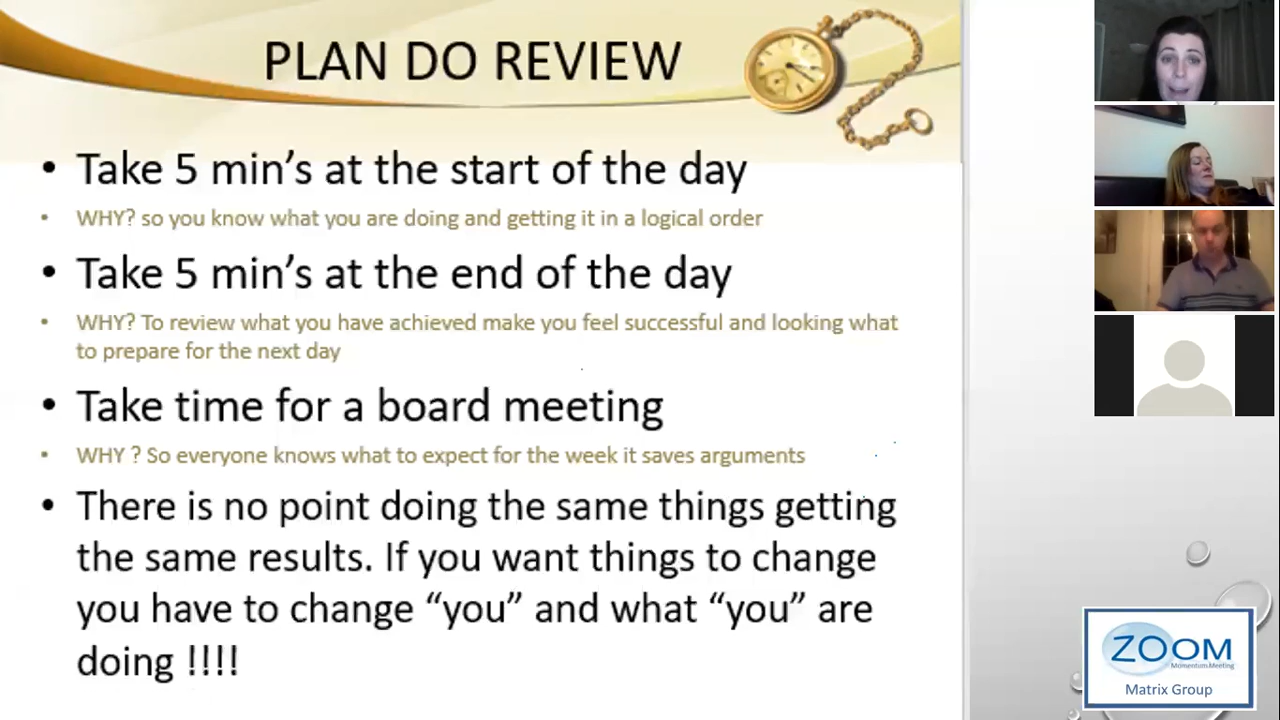 PLAN DO REVIEW
• Take 5 min’s at the start of the day
• WHY? so you know what you are doing and getting it in a logical order
• Take 5 min’s at the end of the day
• WHY? To review what you have achieved make you feel successful and looking what
to prepare for the next day
• Take time for a board meeting
• WHY ? So everyone knows what to expect for the week it saves arguments
• There is no point doing the same things getting
the same results. If you want things to change
you have to change “you” and what “you” are
doing !!!!
ZOOM
Momentum Meeting
Matrix Group